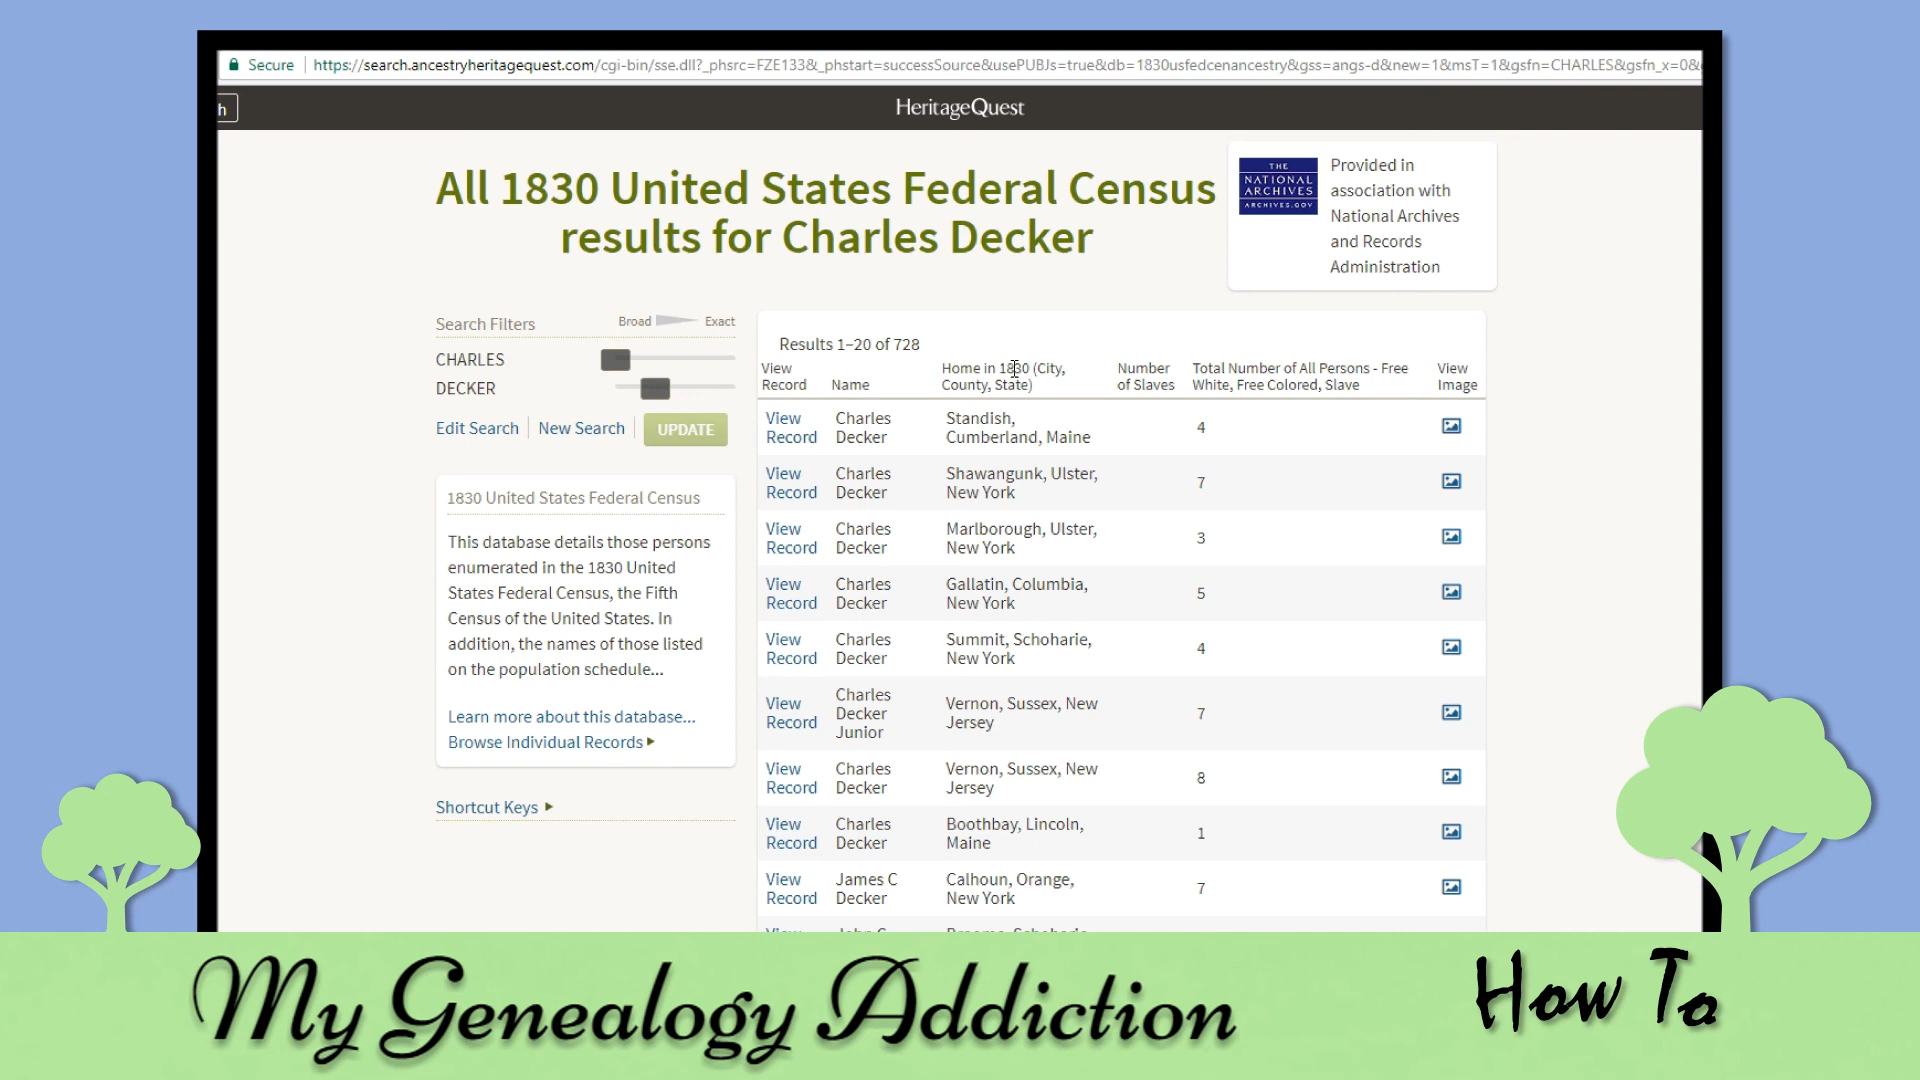 Secure
https://search.ancestryheritagequest.com/cgi-bin/sse.dll?_phsrc=FZE133&_phstart=successSource&usePUBJs=true&db=1830usfedcenancestry&gss=angs-d&new=1&msT=1&gsfn=CHARLES&gsfn_x=0&
h
HeritageQuest
All 1830 United States Federal Census
results for Charles Decker
THE
NATIONAL
ARCHIVES
ARCHIVES.GOV
Provided in
association with
National Archives
and Records
Administration
Search Filters
Broad Exact
CHARLES
DECKER
Edit Search New Search UPDATE
1830 United States Federal Census
This database details those persons
enumerated in the 1830 United
States Federal Census, the Fifth
Census of the United States. In
addition, the names of those listed
on the population schedule...
Learn more about this database...
Browse Individual Records
Shortcut Keys
Results 1–20 of 728
View Home in 1830 (City, Number Total Number of All Persons - Free View
Record Name County, State) of Slaves White, Free Colored, Slave Image
View Charles Standish,
Record Decker Cumberland, Maine 4
View Charles Shawangunk, Ulster,
Record Decker New York 7
View Charles Marlborough, Ulster,
Record Decker New York 3
View Charles Gallatin, Columbia,
Record Decker New York 5
View Charles Summit, Schoharie,
Record Decker New York 4
Charles
View Decker Vernon, Sussex, New
Record Junior Jersey 7
View Charles Vernon, Sussex, New
Record Decker Jersey 8
View Charles Boothbay, Lincoln,
Record Decker Maine 1
View James C Calhoun, Orange,
Record Decker New York 7
My Genealogy Addiction
How To